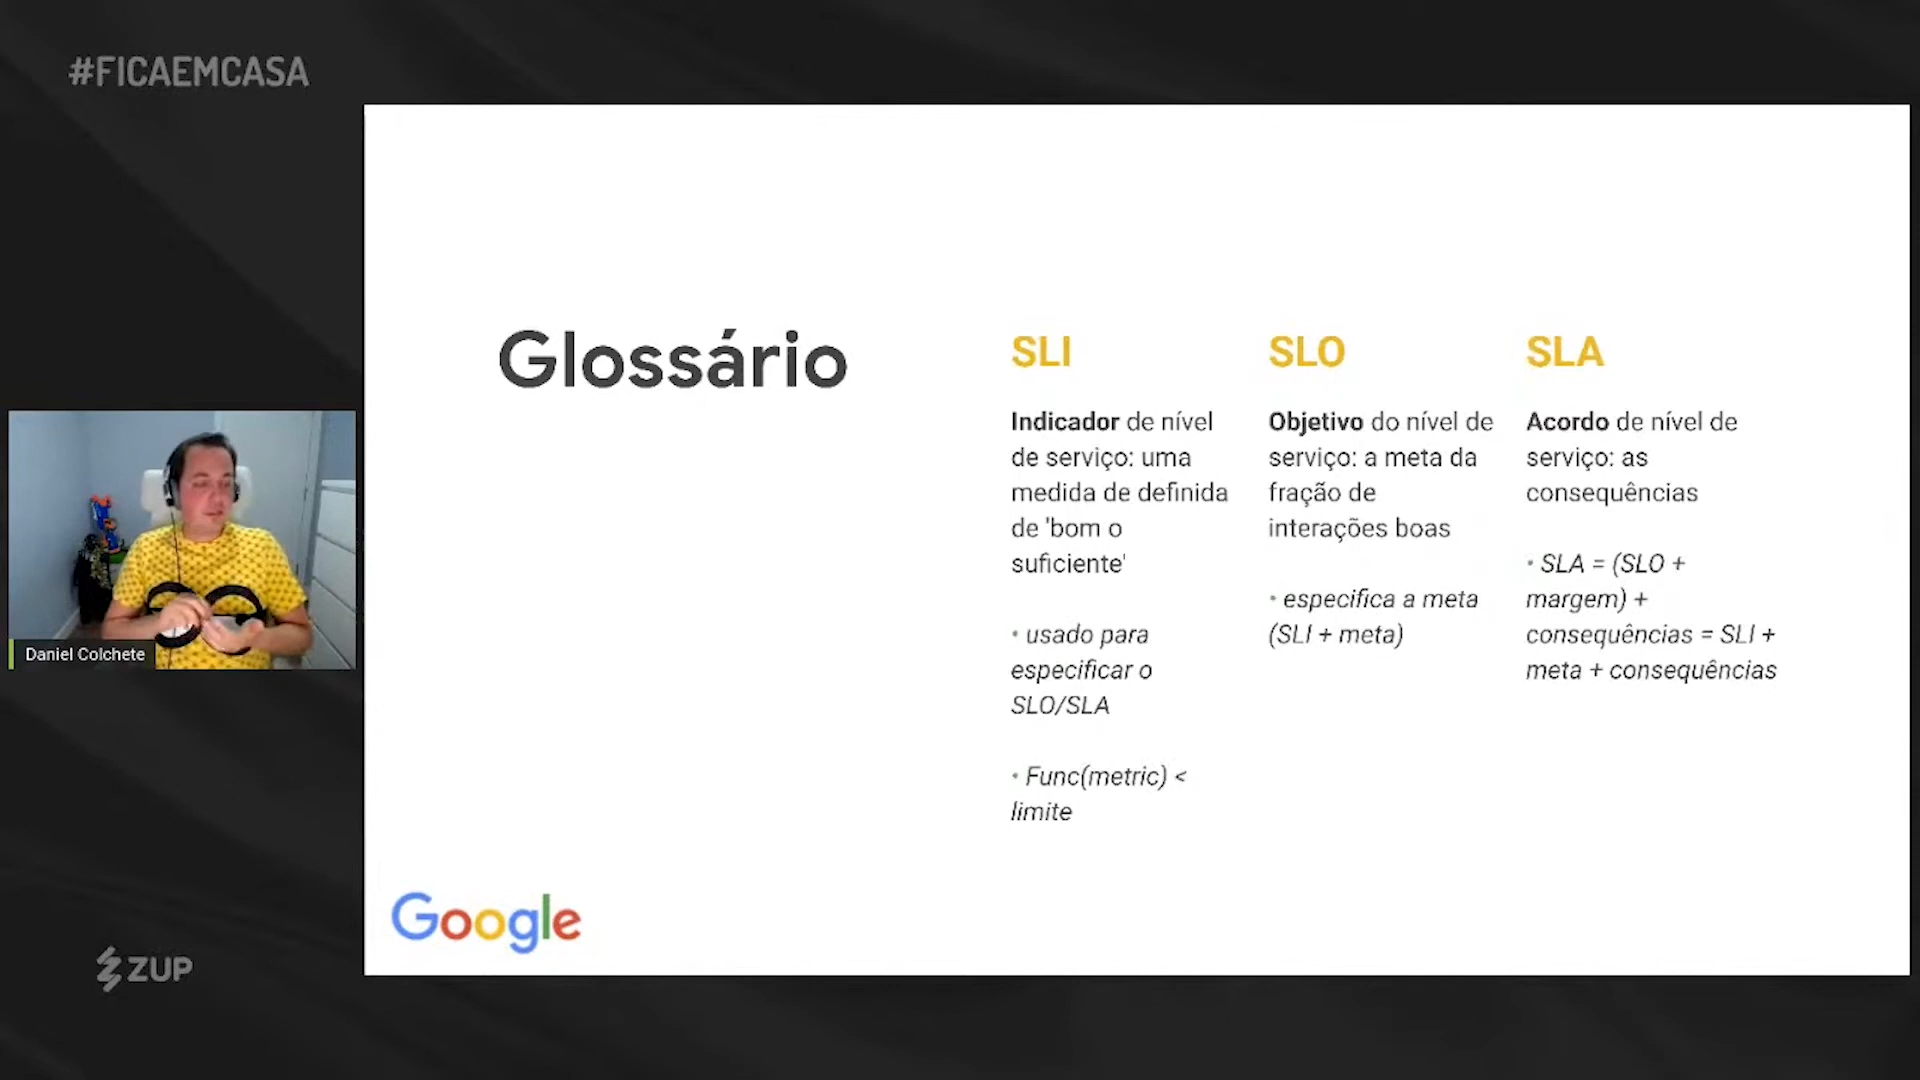 #FICAEMCASA
Glossário
SLI
Indicador de nível
de serviço: uma
medida de definida
de 'bom o
suficiente'
• usado para
especificar o
SLO/SLA
• Func(metric) <
limite
SLO
Objetivo do nível de
serviço: a meta da
fração de
interações boas
• especifica a meta
(SLI + meta)
SLA
Acordo de nível de
serviço: as
consequências
• SLA = (SLO +
margem) +
consequências = SLI +
meta + consequências
Daniel Colchete
Google
ZUP